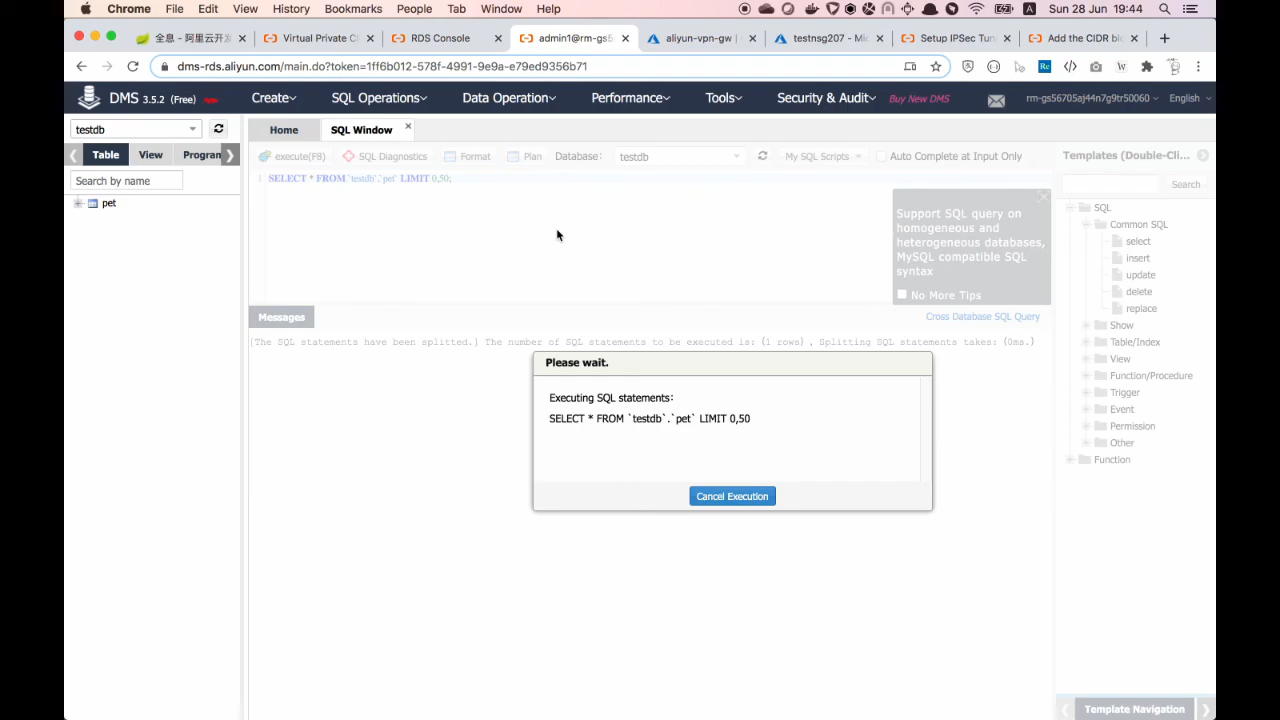 Chrome File Edit View History Bookmarks People Tab Window Help Sun 28 Jun 19:44
全息 - 阿里云开发
Virtual Private Cl
RDS Console
admin1@rm-gs5
aliyun-vpn-gw |
testnsg207 - Mic
Setup IPSec Tun
Add the CIDR blo
dms-rds.aliyun.com/main.do?token=1ff6b012-578f-4991-9e9a-e79ed9356b71
DMS 3.5.2 (Free) Create SQL Operations Data Operation Performance Tools Security & Audit Buy New DMS rm-gs56705aj44n7g9tr50060 English
testdb
Home SQL Window
Table View Program
execute(F8) SQL Diagnostics Format Plan Database: testdb My SQL Scripts Auto Complete at Input Only
Templates (Double-Cli...
Search by name
Search
pet
1 SELECT * FROM `testdb`.`pet` LIMIT 0,50;
Support SQL query on
homogeneous and
heterogeneous databases,
MySQL compatible SQL
syntax
No More Tips
SQL
Common SQL
select
insert
update
delete
replace
Show
Table/Index
View
Function/Procedure
Trigger
Event
Permission
Other
Function
Messages
Cross Database SQL Query
[The SQL statements have been splitted.] The number of SQL statements to be executed is: (1 rows) , Splitting SQL statements takes: (0ms.)
Please wait.
Executing SQL statements:
SELECT * FROM `testdb`.`pet` LIMIT 0,50
Cancel Execution
Template Navigation